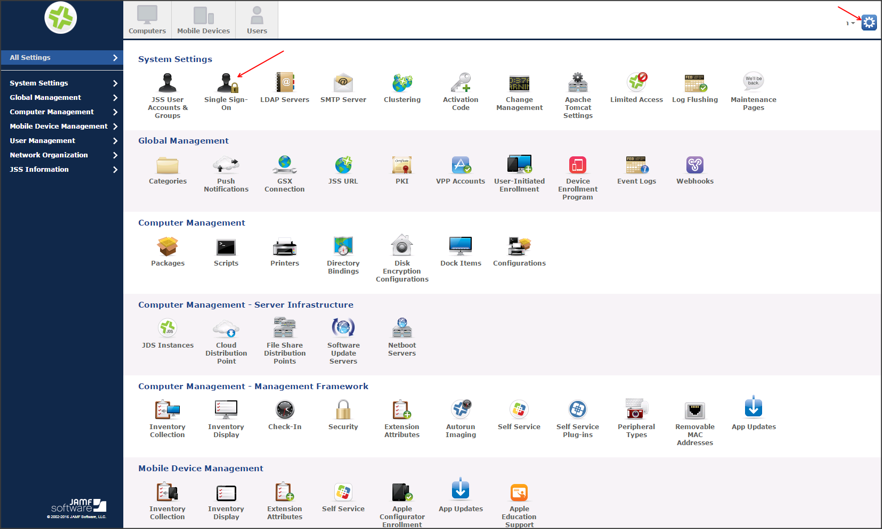 Computers
Mobile Devices
Users
All Settings
System Settings
Global Management
Computer Management
Mobile Device Management
User Management
Network Organization
JSS Information
JAMF
software
© 2002-2016 JAMF Software, LLC.
System Settings
JSS User
Accounts &
Groups
Single Sign-
On
LDAP Servers
SMTP Server
Clustering
Activation
Code
Change
Management
Apache
Tomcat
Settings
We'll be
back
Limited Access
Log Flushing
Maintenance
Pages
Global Management
Categories
Push
Notifications
GSX
Connection
JSS URL
PKI
VPP Accounts
User-Initiated
Enrollment
Device
Enrollment
Program
Event Logs
Webhooks
Computer Management
Packages
Scripts
Printers
Directory
Bindings
Disk
Encryption
Configurations
Dock Items
Configurations
Computer Management - Server Infrastructure
JDS Instances
Cloud
Distribution
Point
File Share
Distribution
Points
Software
Update
Servers
Netboot
Servers
Computer Management - Management Framework
Inventory
Collection
Inventory
Display
Check-In
Security
Extension
Attributes
Autorun
Imaging
Self Service
Self Service
Plug-ins
Peripheral
Types
Removable
MAC
Addresses
App Updates
Mobile Device Management
Inventory
Collection
Inventory
Display
Extension
Attributes
Self Service
Apple
Configurator
Enrollment
App Updates
Apple
Education
Support